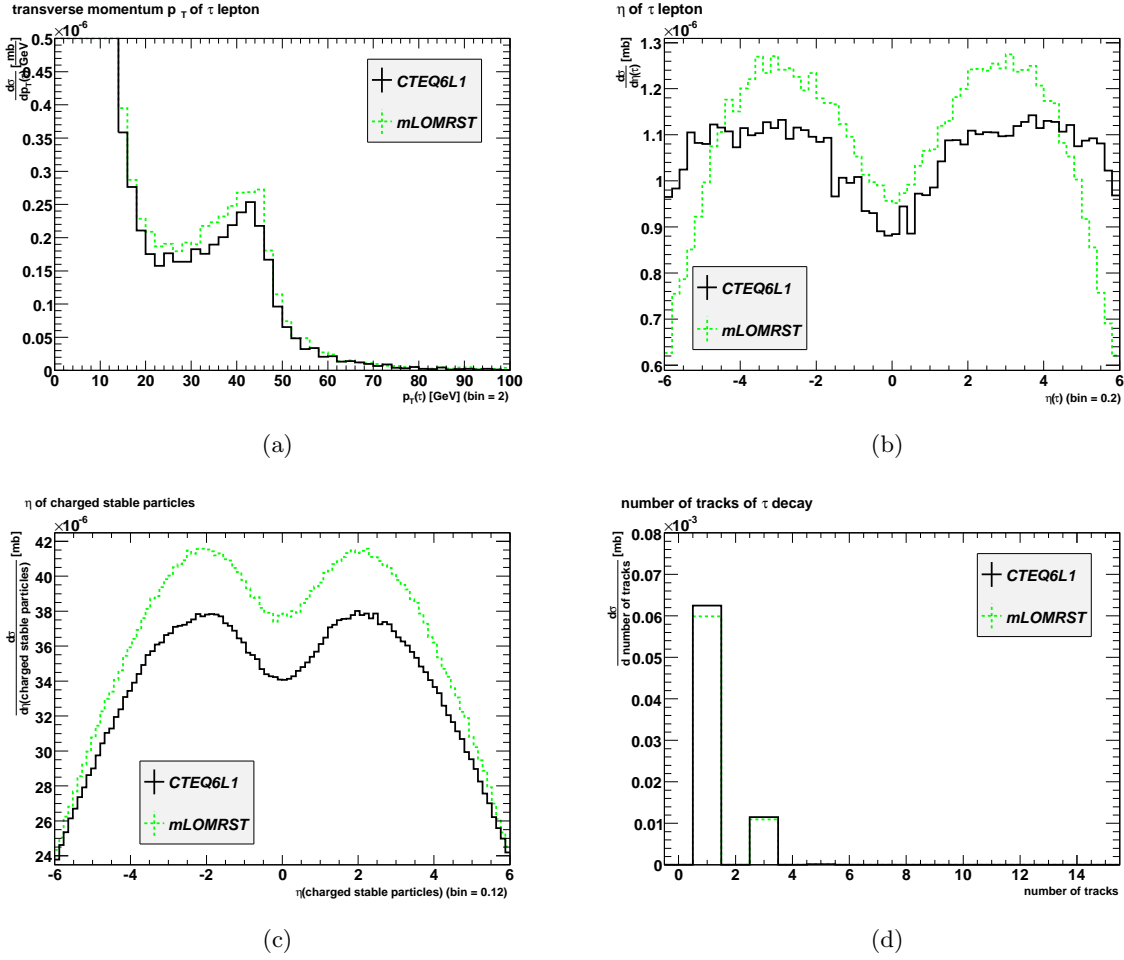 transverse momentum p_T of τ lepton
×10^-6
dσ/dp_T(τ) [mb/GeV]
0.5
0.45
0.4
0.35
0.3
0.25
0.2
0.15
0.1
0.05
0
CTEQ6L1
mLOMRST
0 10 20 30 40 50 60 70 80 90 100
p_T(τ) [GeV] (bin = 2)
(a)
η of τ lepton
×10^-6
dσ/dη(τ) [mb]
1.3
1.2
1.1
1
0.9
0.8
0.7
0.6
CTEQ6L1
mLOMRST
-6 -4 -2 0 2 4 6
η(τ) (bin = 0.2)
(b)
η of charged stable particles
×10^-6
dσ/dη(charged stable particles) [mb]
42
40
38
36
34
32
30
28
26
24
CTEQ6L1
mLOMRST
-6 -4 -2 0 2 4 6
η(charged stable particles) (bin = 0.12)
(c)
number of tracks of τ decay
×10^-3
dσ/d number of tracks [mb]
0.08
0.07
0.06
0.05
0.04
0.03
0.02
0.01
0
CTEQ6L1
mLOMRST
0 2 4 6 8 10 12 14
number of tracks
(d)